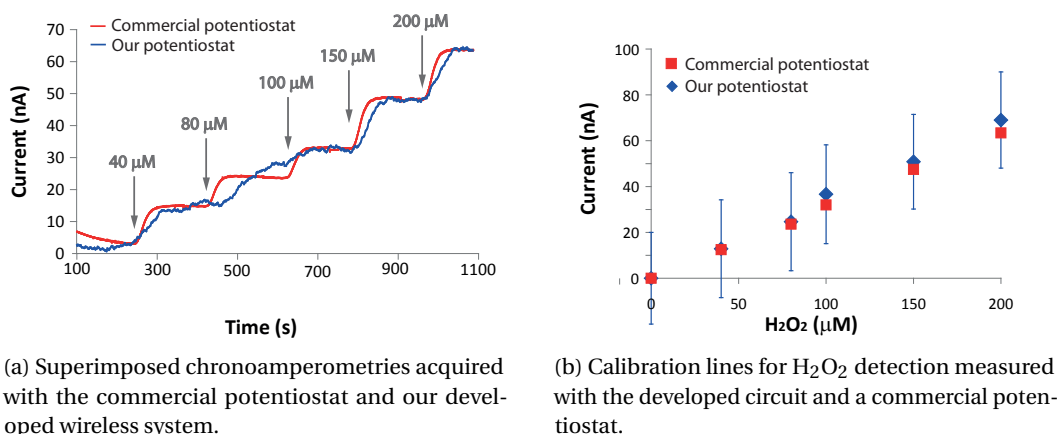 Commercial potentiostat
Our potentiostat
70
60
50
40
30
20
10
0
Current (nA)
40 μM
80 μM
100 μM
150 μM
200 μM
100 300 500 700 900 1100
Time (s)
(a) Superimposed chronoamperometries acquired
with the commercial potentiostat and our devel-
oped wireless system.
Commercial potentiostat
Our potentiostat
100
80
60
40
20
0
Current (nA)
0 50 100 150 200
H2O2 (μM)
(b) Calibration lines for H₂O₂ detection measured
with the developed circuit and a commercial poten-
tiostat.